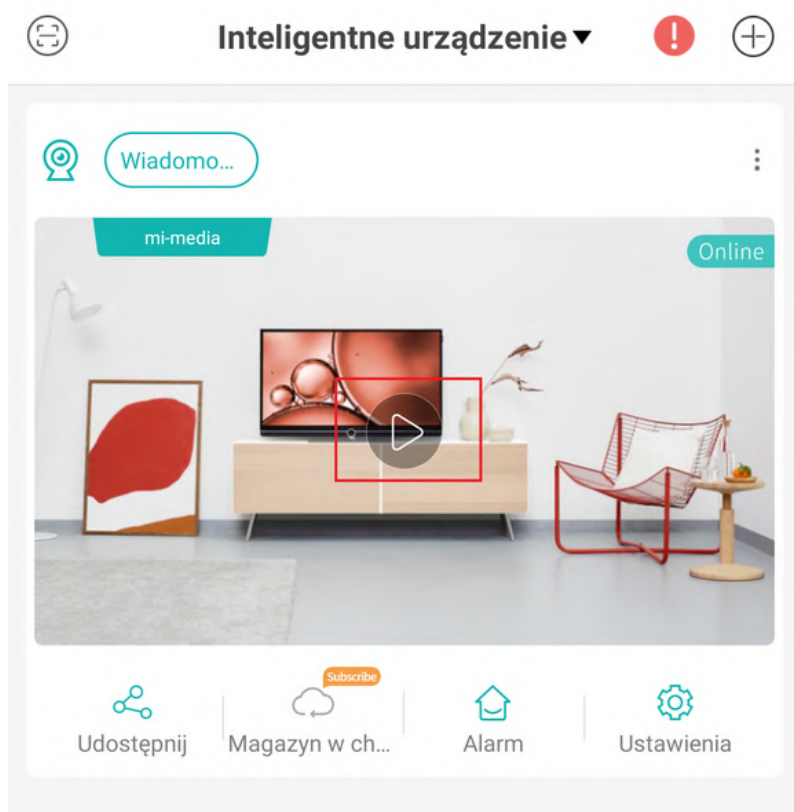 Inteligentne urządzenie
Wiadomo...
mi-media
Online
Subscribe
Udostępnij
Magazyn w ch...
Alarm
Ustawienia